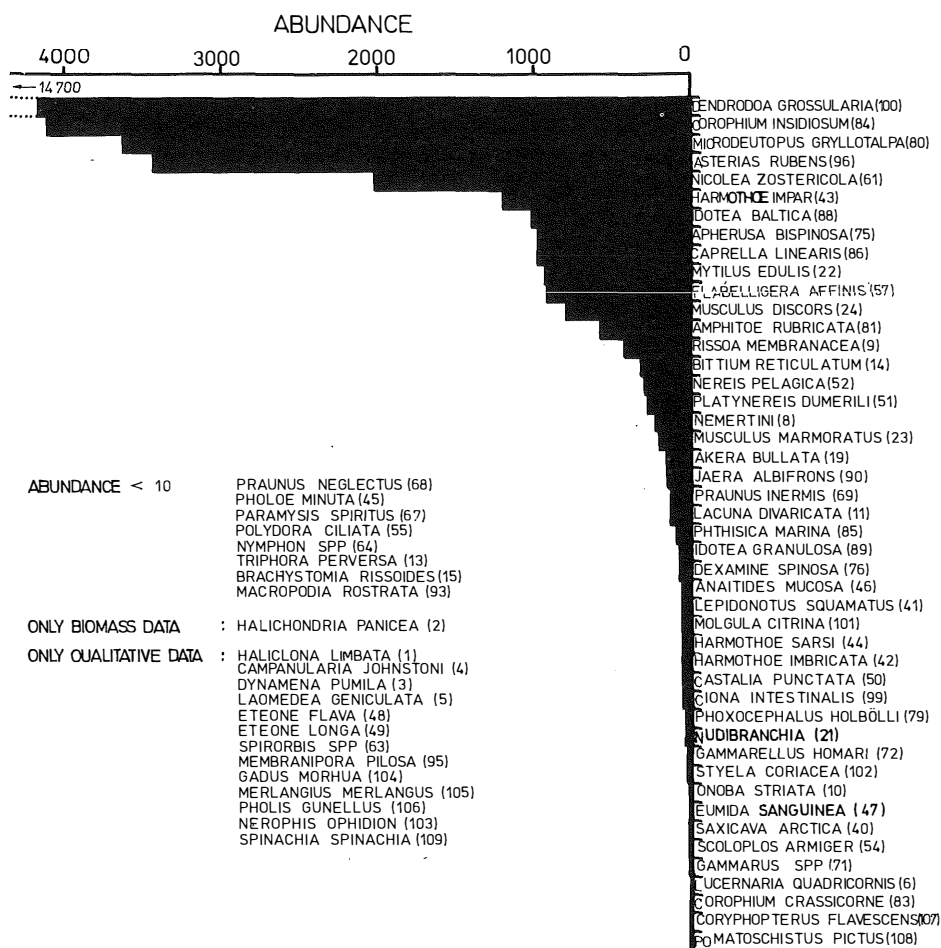 ABUNDANCE
4000 3000 2000 1000 0
← 14 700
DENDRODOA GROSSULARIA (100)
COROPHIUM INSIDIOSUM (84)
MICRODEUTOPUS GRYLLOTALPA (80)
ASTERIAS RUBENS (96)
NICOLEA ZOSTERICOLA (61)
HARMOTHOE IMPAR (43)
IDOTEA BALTICA (88)
APHERUSA BISPINOSA (75)
CAPRELLA LINEARIS (86)
MYTILUS EDULIS (22)
FLABELLIGERA AFFINIS (57)
MUSCULUS DISCORS (24)
AMPHITOE RUBRICATA (81)
RISSOA MEMBRANACEA (9)
BITTIUM RETICULATUM (14)
NEREIS PELAGICA (52)
PLATYNEREIS DUMERILI (51)
NEMERTINI (8)
MUSCULUS MARMORATUS (23)
AKERA BULLATA (19)
JAERA ALBIFRONS (90)
PRAUNUS INERMIS (69)
LACUNA DIVARICATA (11)
PHTHISICA MARINA (85)
IDOTEA GRANULOSA (89)
DEXAMINE SPINOSA (76)
ANAITIDES MUCOSA (46)
LEPIDONOTUS SQUAMATUS (41)
MOLGULA CITRINA (101)
HARMOTHOE SARSI (44)
HARMOTHOE IMBRICATA (42)
CASTALIA PUNCTATA (50)
CIONA INTESTINALIS (99)
PHOXOCEPHALUS HOLBÖLLI (79)
NUDIBRANCHIA (21)
GAMMARELLUS HOMARI (72)
STYELA CORIACEA (102)
ONOBA STRIATA (10)
EUMIDA SANGUINEA (47)
SAXICAVA ARCTICA (40)
SCOLOPLOS ARMIGER (54)
GAMMARUS SPP (71)
LUCERNARIA QUADRICORNIS (6)
COROPHIUM CRASSICORNE (83)
CORYPHOPTERUS FLAVESCENS (107)
POMATOSCHISTUS PICTUS (108)
ABUNDANCE < 10 PRAUNUS NEGLECTUS (68)
PHOLOE MINUTA (45)
PARAMYSIS SPIRITUS (67)
POLYDORA CILIATA (55)
NYMPHON SPP (64)
TRIPHORA PERVERSA (13)
BRACHYSTOMIA RISSOIDES (15)
MACROPODIA ROSTRATA (93)
ONLY BIOMASS DATA : HALICHONDRIA PANICEA (2)
ONLY QUALITATIVE DATA : HALICLONA LIMBATA (1)
CAMPANULARIA JOHNSTONI (4)
DYNAMENA PUMILA (3)
LAOMEDEA GENICULATA (5)
ETEONE FLAVA (48)
ETEONE LONGA (49)
SPIRORBIS SPP (63)
MEMBRANIPORA PILOSA (95)
GADUS MORHUA (104)
MERLANGIUS MERLANGUS (105)
PHOLIS GUNELLUS (106)
NEROPHIS OPHIDION (103)
SPINACHIA SPINACHIA (109)